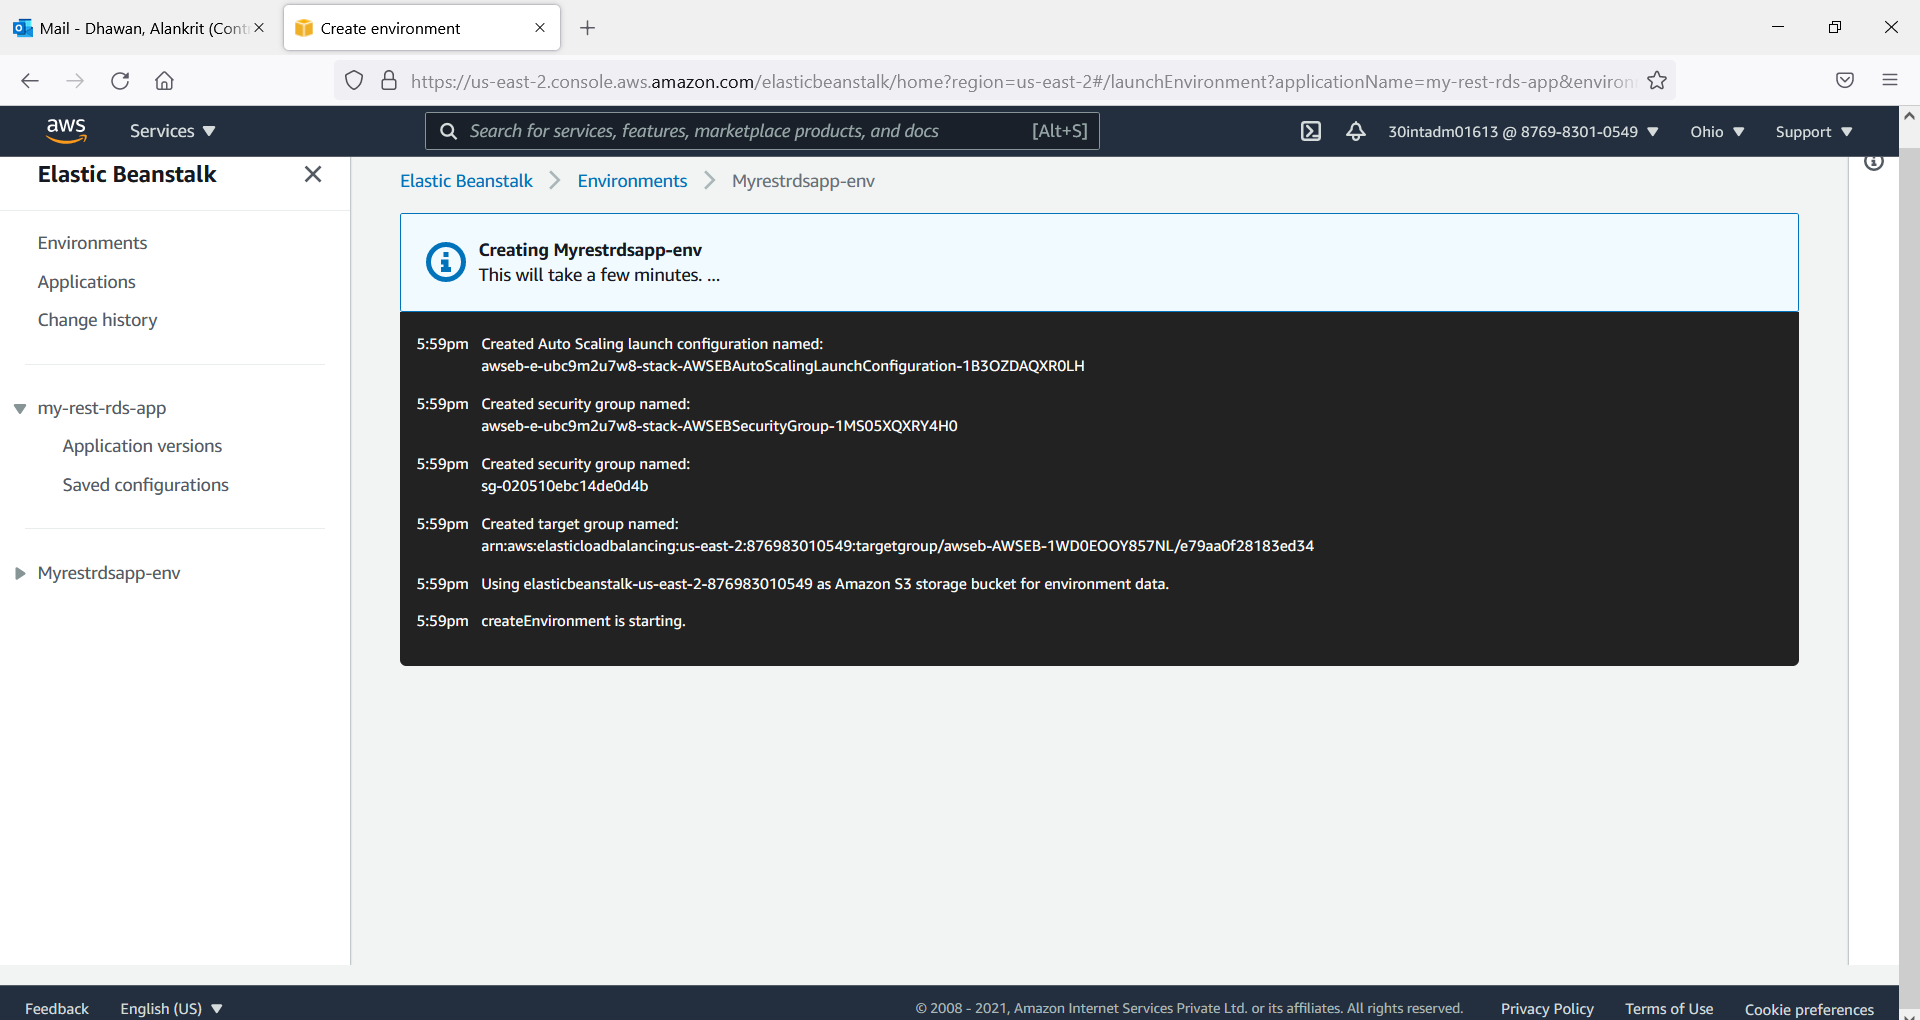 Mail - Dhawan, Alankrit (Cont
Create environment
https://us-east-2.console.aws.amazon.com/elasticbeanstalk/home?region=us-east-2#/launchEnvironment?applicationName=my-rest-rds-app&environ
aws
Services
Search for services, features, marketplace products, and docs
[Alt+S]
30intadm01613 @ 8769-8301-0549
Ohio
Support
Elastic Beanstalk
Environments
Applications
Change history
my-rest-rds-app
Application versions
Saved configurations
Myrestrdsapp-env
Elastic Beanstalk
Environments
Myrestrdsapp-env
Creating Myrestrdsapp-env
This will take a few minutes. ...
5:59pm Created Auto Scaling launch configuration named:
awseb-e-ubc9m2u7w8-stack-AWSEBAutoScalingLaunchConfiguration-1B3OZDAQXR0LH
5:59pm Created security group named:
awseb-e-ubc9m2u7w8-stack-AWSEBSecurityGroup-1MS05XQXRY4H0
5:59pm Created security group named:
sg-020510ebc14de0d4b
5:59pm Created target group named:
arn:aws:elasticloadbalancing:us-east-2:876983010549:targetgroup/awseb-AWSEB-1WD0EOOY857NL/e79aa0f28183ed34
5:59pm Using elasticbeanstalk-us-east-2-876983010549 as Amazon S3 storage bucket for environment data.
5:59pm createEnvironment is starting.
Feedback
English (US)
© 2008 - 2021, Amazon Internet Services Private Ltd. or its affiliates. All rights reserved.
Privacy Policy
Terms of Use
Cookie preferences